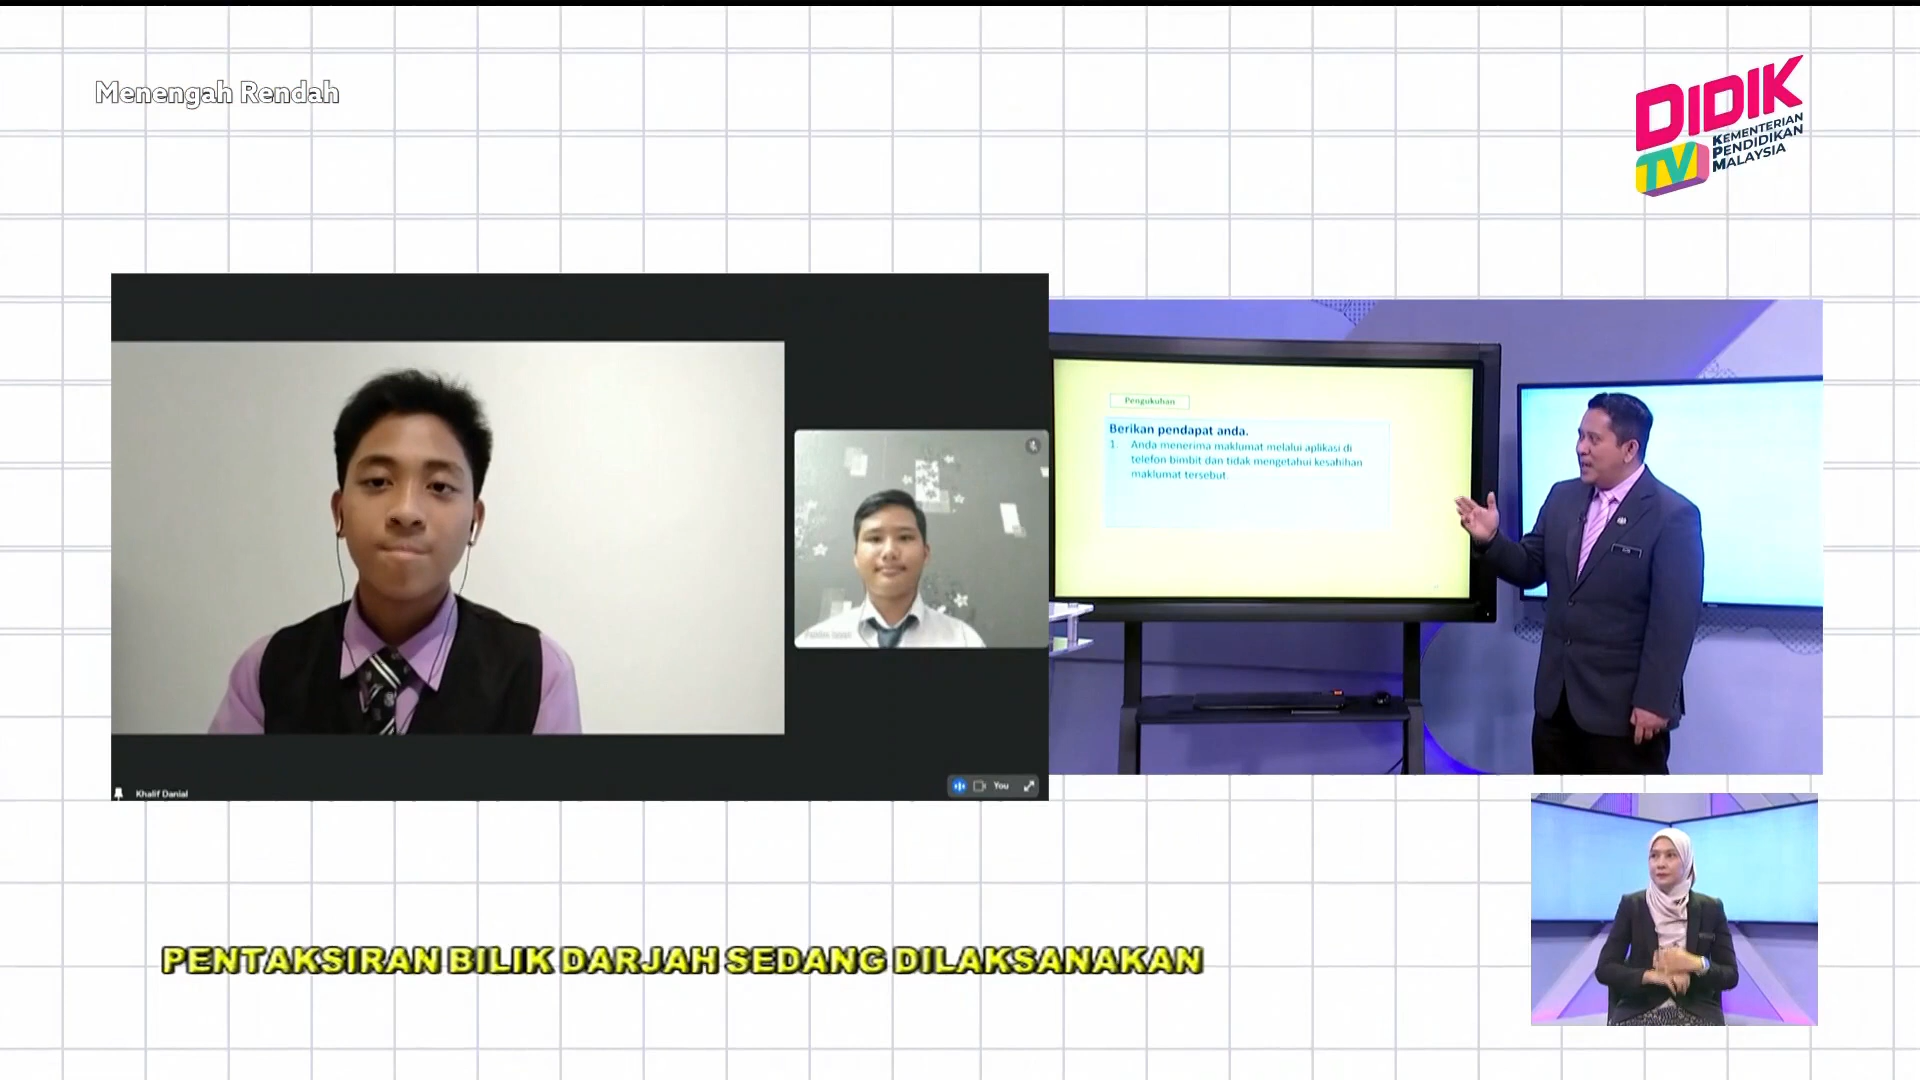 Menengah Rendah
DIDIK
TV
KEMENTERIAN
PENDIDIKAN
MALAYSIA
Pengukuhan
Berikan pendapat anda.
1. Anda menerima maklumat melalui aplikasi di
telefon bimbit dan tidak mengetahui kesahihan
maklumat tersebut.
Khalif Danial
You
PENTAKSIRAN BILIK DARJAH SEDANG DILAKSANAKAN